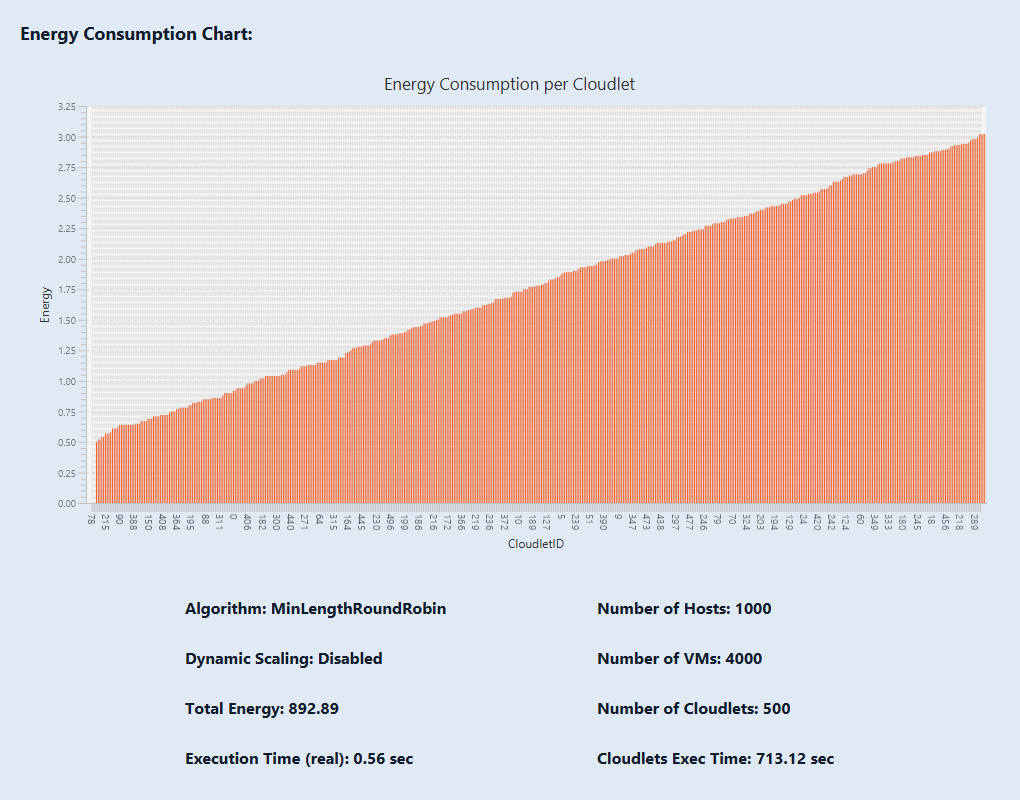 Energy Consumption Chart:
Energy Consumption per Cloudlet
3.25
3.00
2.75
2.50
2.25
2.00
1.75
1.50
1.25
1.00
0.75
0.50
0.25
0.00
Energy
78 215 90 388 150 408 364 195 88 311 0 406 182 300 440 271 64 315 164 445 230 496 199 186 216 172 366 219 236 372 10 189 127 5 239 51 390 9 347 473 438 297 477 246 79 70 324 203 194 129 24 420 242 124 60 349 333 180 245 18 456 218 289
CloudletID
Algorithm: MinLengthRoundRobin
Number of Hosts: 1000
Dynamic Scaling: Disabled
Number of VMs: 4000
Total Energy: 892.89
Number of Cloudlets: 500
Execution Time (real): 0.56 sec
Cloudlets Exec Time: 713.12 sec